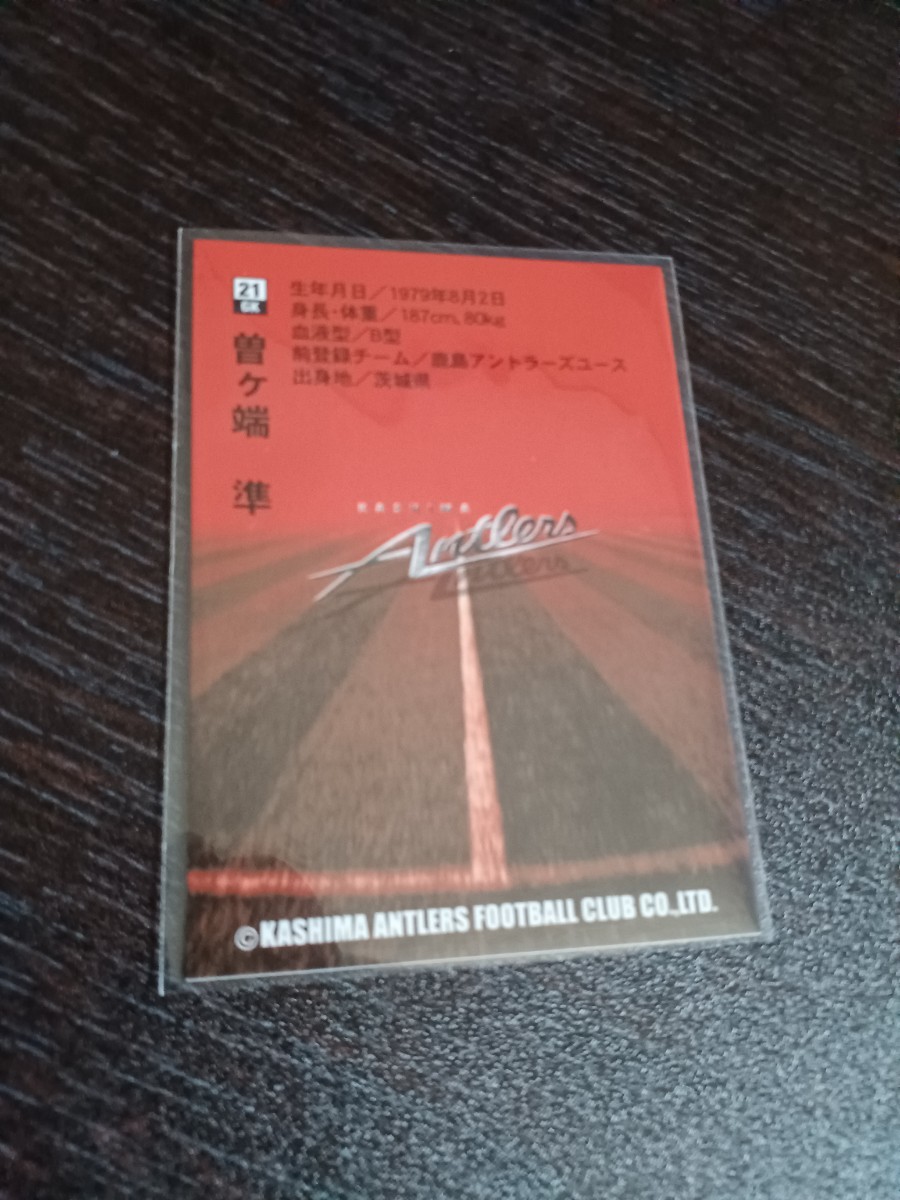 21
GK
曽ヶ端 準
生年月日／1979年8月2日
身長・体重／187cm、80kg
血液型／B型
前登録チーム／鹿島アントラーズユース
出身地／茨城県
KASHIMA
Antlers
©KASHIMA ANTLERS FOOTBALL CLUB CO.,LTD.